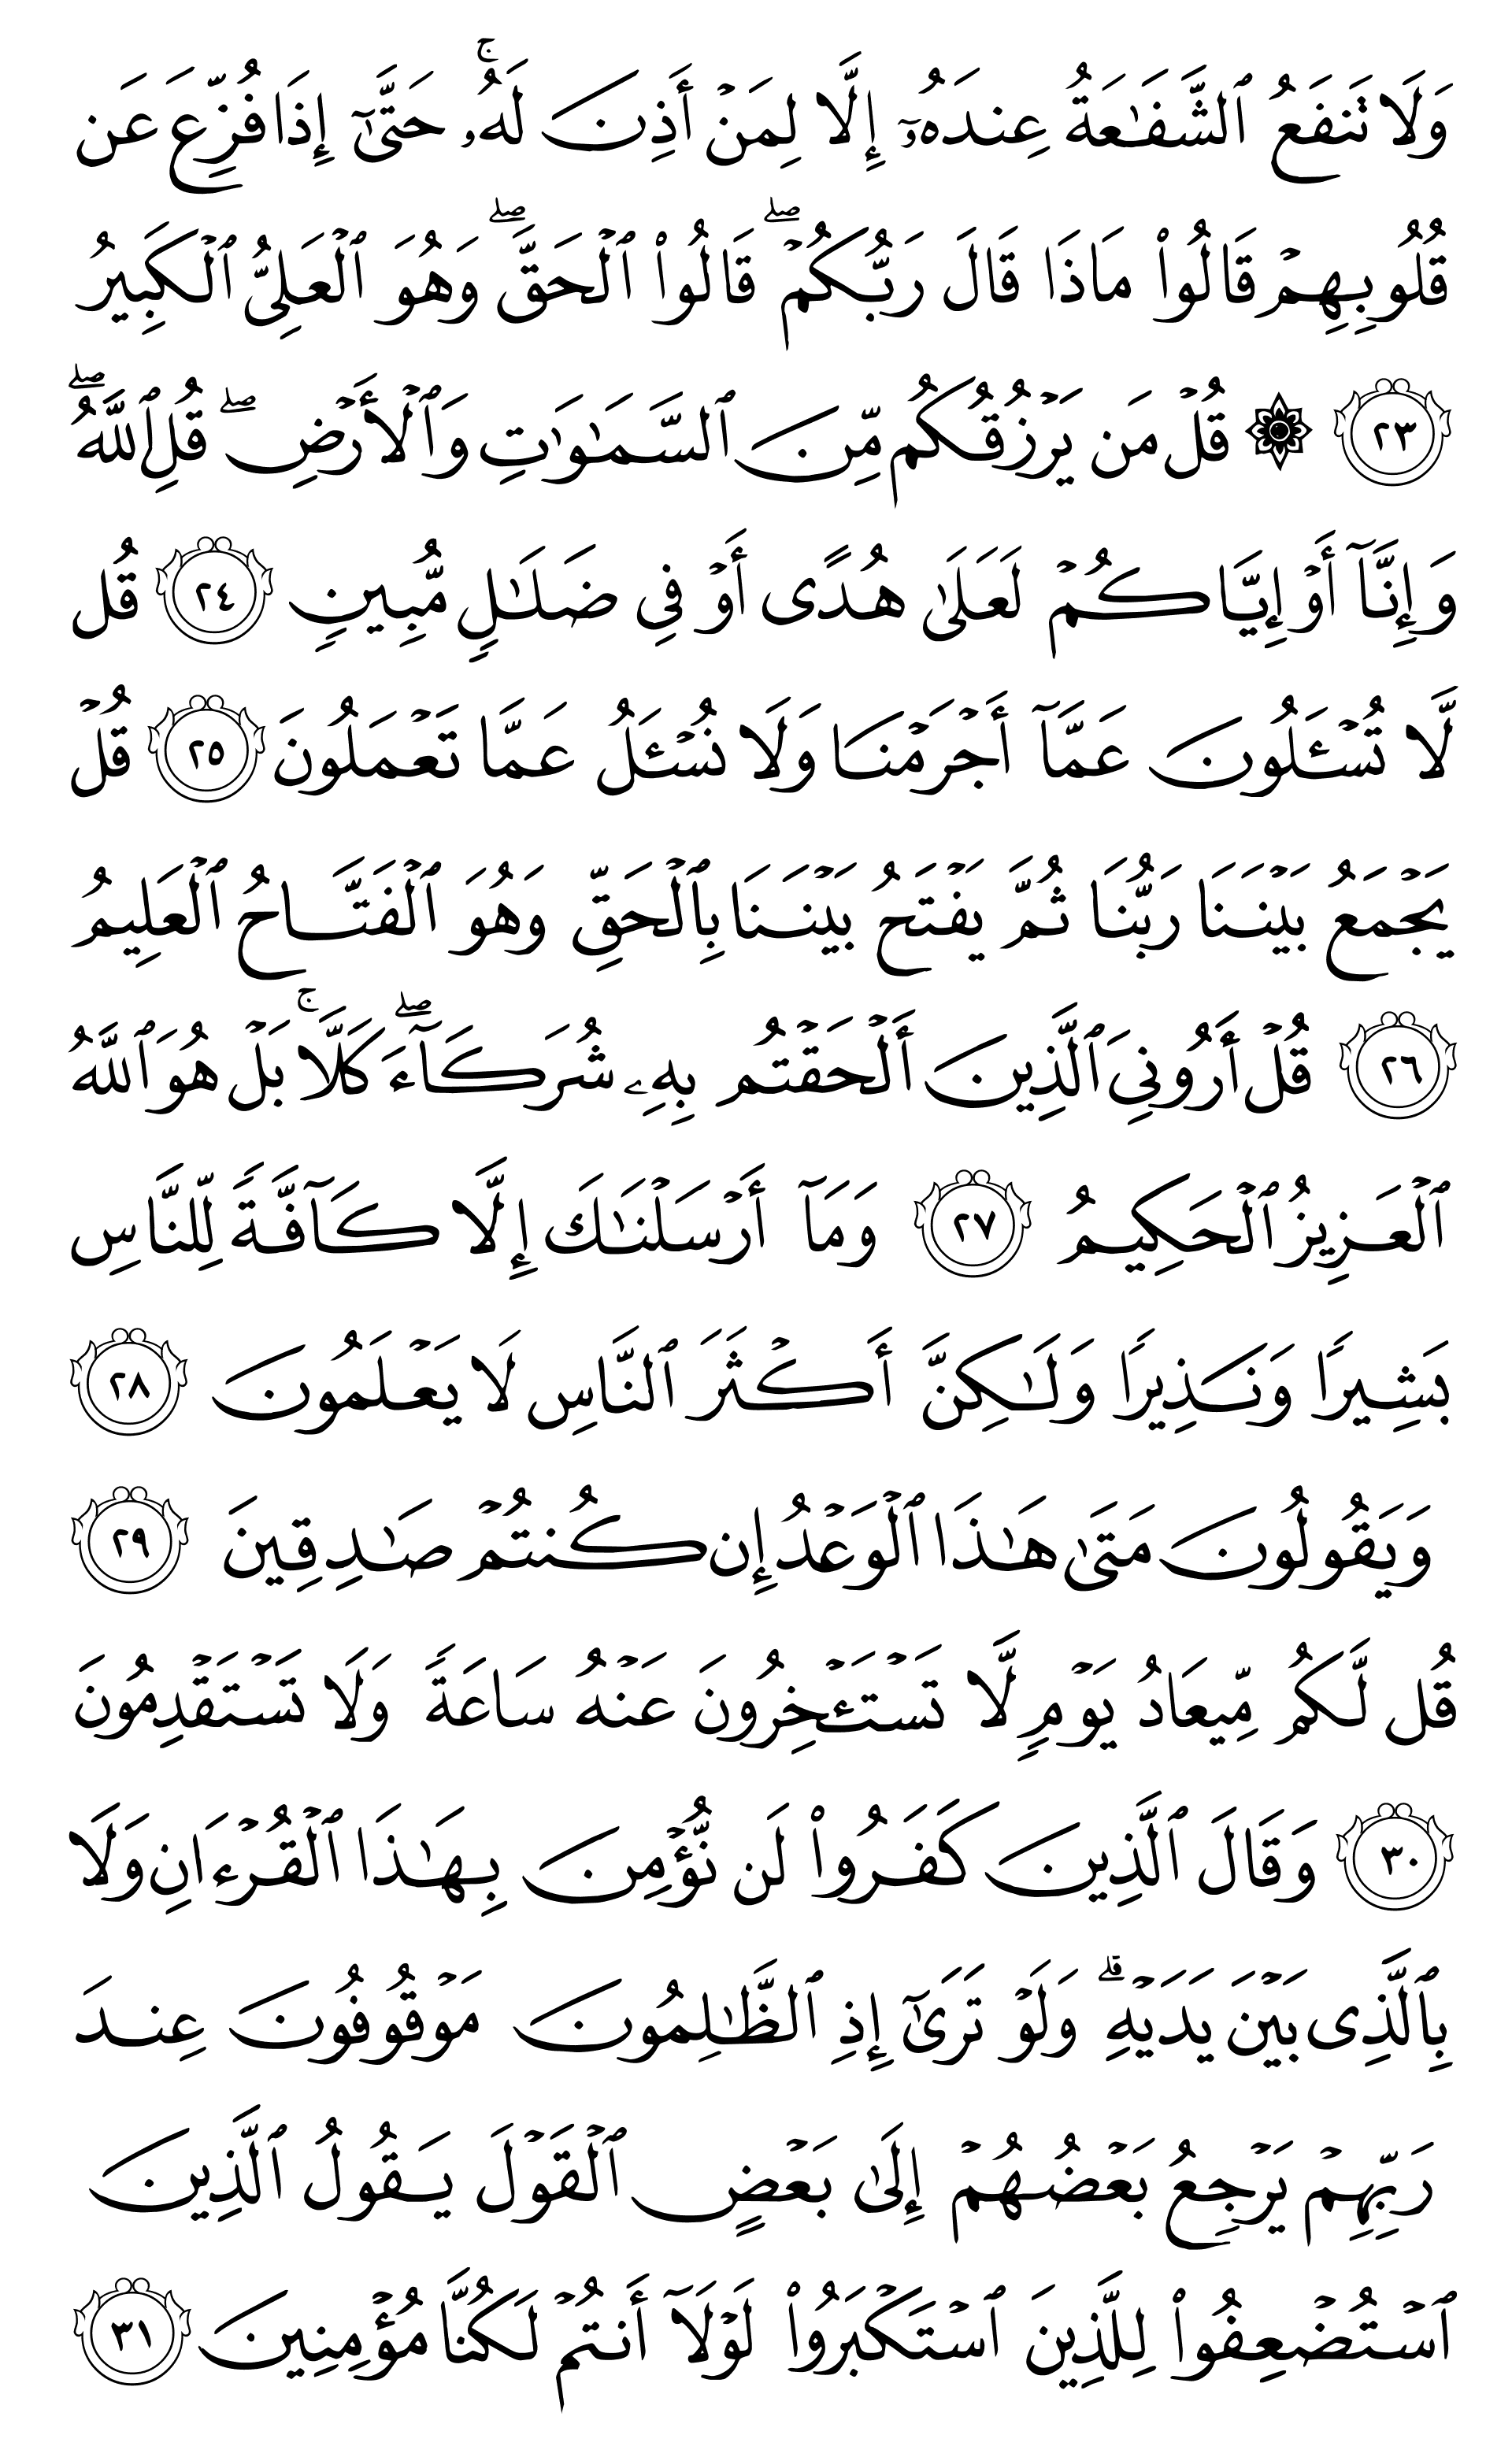 وَلَا تَنفَعُ ٱلشَّفَٰعَةُ عِندَهُۥٓ إِلَّا لِمَنۡ أَذِنَ لَهُۥۚ حَتَّىٰٓ إِذَا فُزِّعَ عَن
قُلُوبِهِمۡ قَالُواْ مَاذَا قَالَ رَبُّكُمۡۖ قَالُواْ ٱلۡحَقَّۖ وَهُوَ ٱلۡعَلِيُّ ٱلۡكَبِيرُ
٢٣ ۞ قُلۡ مَن يَرۡزُقُكُم مِّنَ ٱلسَّمَٰوَٰتِ وَٱلۡأَرۡضِۖ قُلِ ٱللَّهُۖ
وَإِنَّآ أَوۡ إِيَّاكُمۡ لَعَلَىٰ هُدًى أَوۡ فِي ضَلَٰلٖ مُّبِينٖ ٢٤ قُل
لَّا تُسۡـَٔلُونَ عَمَّآ أَجۡرَمۡنَا وَلَا نُسۡـَٔلُ عَمَّا تَعۡمَلُونَ ٢٥ قُلۡ
يَجۡمَعُ بَيۡنَنَا رَبُّنَا ثُمَّ يَفۡتَحُ بَيۡنَنَا بِٱلۡحَقِّ وَهُوَ ٱلۡفَتَّاحُ ٱلۡعَلِيمُ
٢٦ قُلۡ أَرُونِيَ ٱلَّذِينَ أَلۡحَقۡتُم بِهِۦ شُرَكَآءَۖ كَلَّاۚ بَلۡ هُوَ ٱللَّهُ
ٱلۡعَزِيزُ ٱلۡحَكِيمُ ٢٧ وَمَآ أَرۡسَلۡنَٰكَ إِلَّا كَآفَّةٗ لِّلنَّاسِ
بَشِيرٗا وَنَذِيرٗا وَلَٰكِنَّ أَكۡثَرَ ٱلنَّاسِ لَا يَعۡلَمُونَ ٢٨
وَيَقُولُونَ مَتَىٰ هَٰذَا ٱلۡوَعۡدُ إِن كُنتُمۡ صَٰدِقِينَ ٢٩
قُل لَّكُم مِّيعَادُ يَوۡمٖ لَّا تَسۡتَـٔۡخِرُونَ عَنۡهُ سَاعَةٗ وَلَا تَسۡتَقۡدِمُونَ
٣٠ وَقَالَ ٱلَّذِينَ كَفَرُواْ لَن نُّؤۡمِنَ بِهَٰذَا ٱلۡقُرۡءَانِ وَلَا
بِٱلَّذِي بَيۡنَ يَدَيۡهِۗ وَلَوۡ تَرَىٰٓ إِذِ ٱلظَّٰلِمُونَ مَوۡقُوفُونَ عِندَ
رَبِّهِمۡ يَرۡجِعُ بَعۡضُهُمۡ إِلَىٰ بَعۡضٍ ٱلۡقَوۡلَ يَقُولُ ٱلَّذِينَ
ٱسۡتُضۡعِفُواْ لِلَّذِينَ ٱسۡتَكۡبَرُواْ لَوۡلَآ أَنتُمۡ لَكُنَّا مُؤۡمِنِينَ ٣١